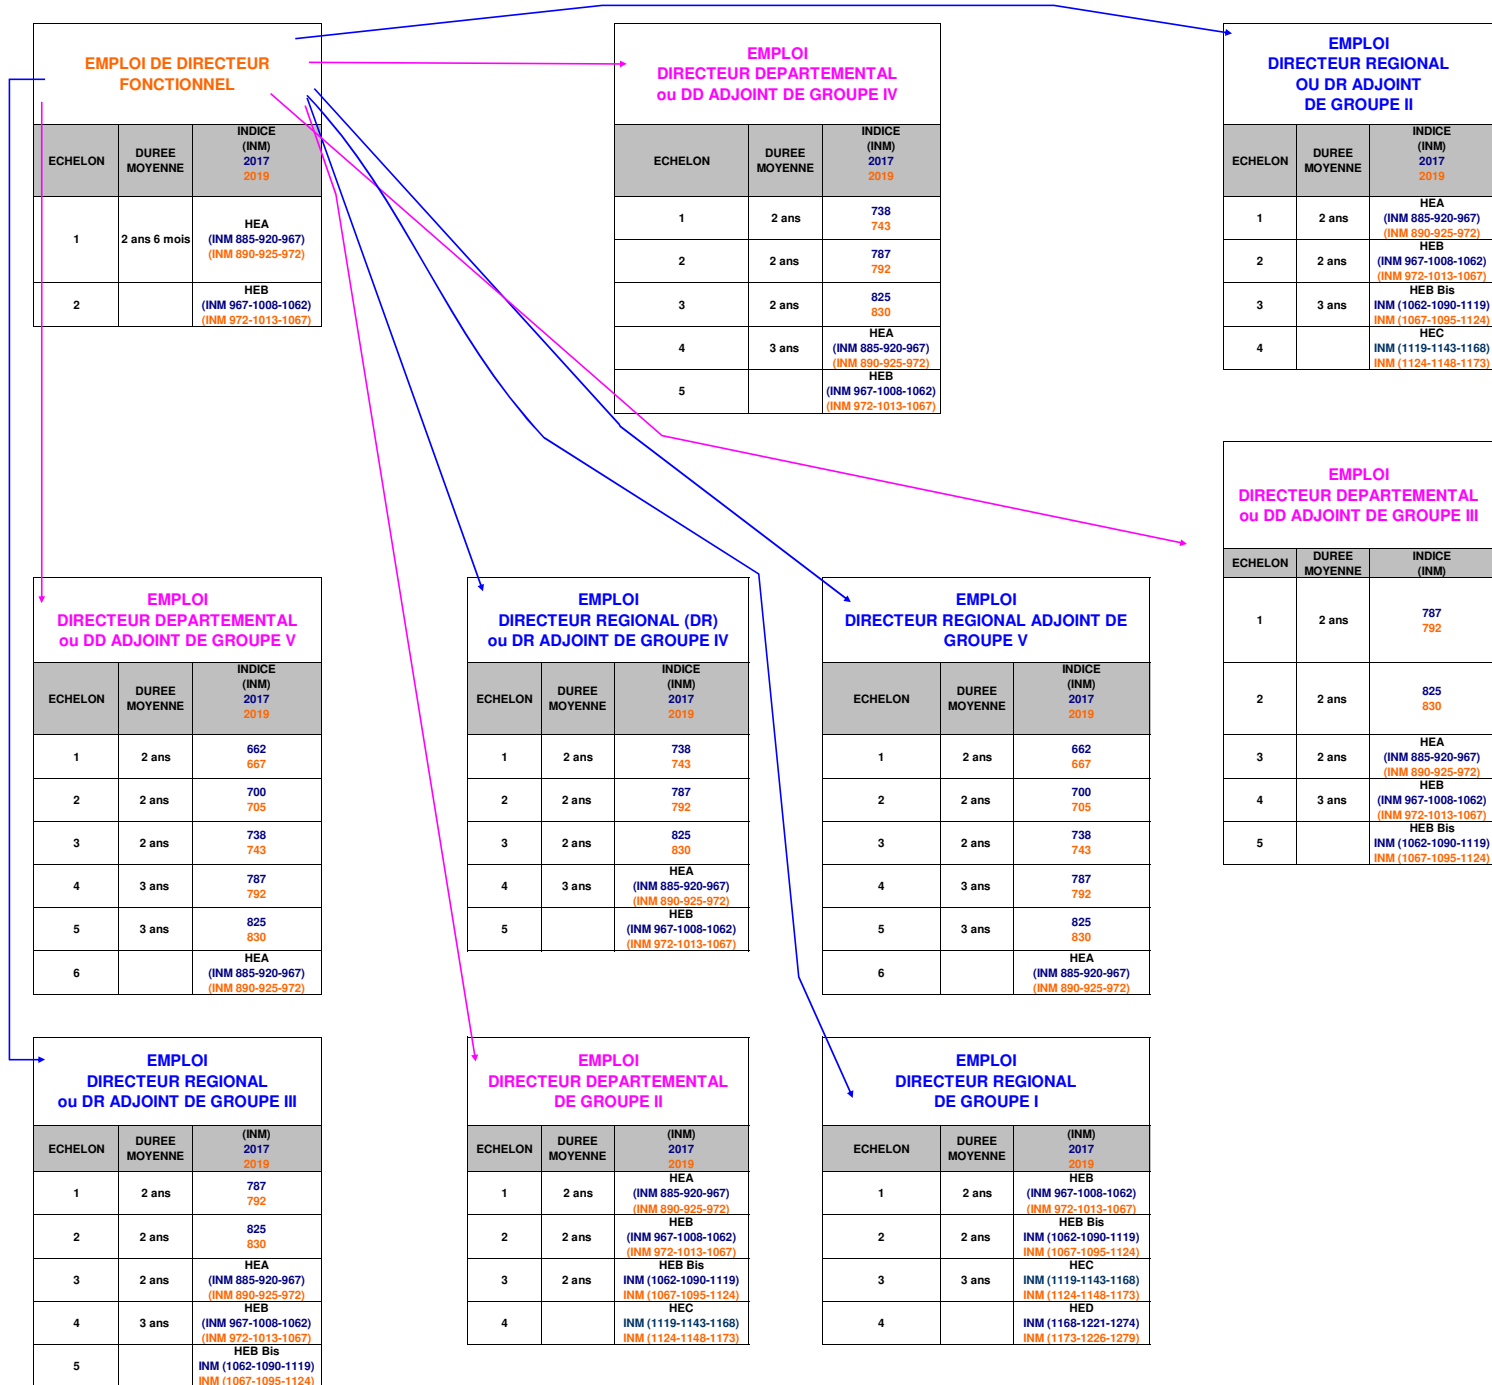 EMPLOI DE DIRECTEUR
FONCTIONNEL
ECHELON
DUREE
MOYENNE
INDICE
(INM)
2017
2019
1
2 ans 6 mois
HEA
(INM 885-920-967)
(INM 890-925-972)
2
HEB
(INM 967-1008-1062)
(INM 972-1013-1067)
EMPLOI
DIRECTEUR DEPARTEMENTAL
ou DD ADJOINT DE GROUPE IV
ECHELON
DUREE
MOYENNE
INDICE
(INM)
2017
2019
1
2 ans
738
743
2
2 ans
787
792
3
2 ans
825
830
4
3 ans
HEA
(INM 885-920-967)
(INM 890-925-972)
5
HEB
(INM 967-1008-1062)
(INM 972-1013-1067)
EMPLOI
DIRECTEUR REGIONAL
OU DR ADJOINT
DE GROUPE II
ECHELON
DUREE
MOYENNE
INDICE
(INM)
2017
2019
1
2 ans
HEA
(INM 885-920-967)
(INM 890-925-972)
2
2 ans
HEB
(INM 967-1008-1062)
(INM 972-1013-1067)
3
3 ans
HEB Bis
INM (1062-1090-1119)
INM (1067-1095-1124)
4
HEC
INM (1119-1143-1168)
INM (1124-1148-1173)
EMPLOI
DIRECTEUR DEPARTEMENTAL
ou DD ADJOINT DE GROUPE III
ECHELON
DUREE
MOYENNE
INDICE
(INM)
1
2 ans
787
792
2
2 ans
825
830
3
2 ans
HEA
(INM 885-920-967)
(INM 890-925-972)
4
3 ans
HEB
(INM 967-1008-1062)
(INM 972-1013-1067)
5
HEB Bis
INM (1062-1090-1119)
INM (1067-1095-1124)
EMPLOI
DIRECTEUR DEPARTEMENTAL
ou DD ADJOINT DE GROUPE V
ECHELON
DUREE
MOYENNE
INDICE
(INM)
2017
2019
1
2 ans
662
667
2
2 ans
700
705
3
2 ans
738
743
4
3 ans
787
792
5
3 ans
825
830
6
HEA
(INM 885-920-967)
(INM 890-925-972)
EMPLOI
DIRECTEUR REGIONAL (DR)
ou DR ADJOINT DE GROUPE IV
ECHELON
DUREE
MOYENNE
INDICE
(INM)
2017
2019
1
2 ans
738
743
2
2 ans
787
792
3
2 ans
825
830
4
3 ans
HEA
(INM 885-920-967)
(INM 890-925-972)
5
HEB
(INM 967-1008-1062)
(INM 972-1013-1067)
EMPLOI
DIRECTEUR REGIONAL ADJOINT DE
GROUPE V
ECHELON
DUREE
MOYENNE
INDICE
(INM)
2017
2019
1
2 ans
662
667
2
2 ans
700
705
3
2 ans
738
743
4
3 ans
787
792
5
3 ans
825
830
6
HEA
(INM 885-920-967)
(INM 890-925-972)
EMPLOI
DIRECTEUR REGIONAL
ou DR ADJOINT DE GROUPE III
ECHELON
DUREE
MOYENNE
(INM)
2017
2019
1
2 ans
787
792
2
2 ans
825
830
3
2 ans
HEA
(INM 885-920-967)
(INM 890-925-972)
4
3 ans
HEB
(INM 967-1008-1062)
(INM 972-1013-1067)
5
HEB Bis
INM (1062-1090-1119)
INM (1067-1095-1124)
EMPLOI
DIRECTEUR DEPARTEMENTAL
DE GROUPE II
ECHELON
DUREE
MOYENNE
(INM)
2017
2019
1
2 ans
HEA
(INM 885-920-967)
(INM 890-925-972)
2
2 ans
HEB
(INM 967-1008-1062)
(INM 972-1013-1067)
3
2 ans
HEB Bis
INM (1062-1090-1119)
INM (1067-1095-1124)
4
HEC
INM (1119-1143-1168)
INM (1124-1148-1173)
EMPLOI
DIRECTEUR REGIONAL
DE GROUPE I
ECHELON
DUREE
MOYENNE
(INM)
2017
2019
1
2 ans
HEB
(INM 967-1008-1062)
(INM 972-1013-1067)
2
2 ans
HEB Bis
INM (1062-1090-1119)
INM (1067-1095-1124)
3
3 ans
HEC
INM (1119-1143-1168)
INM (1124-1148-1173)
4
HED
INM (1168-1221-1274)
INM (1173-1226-1279)